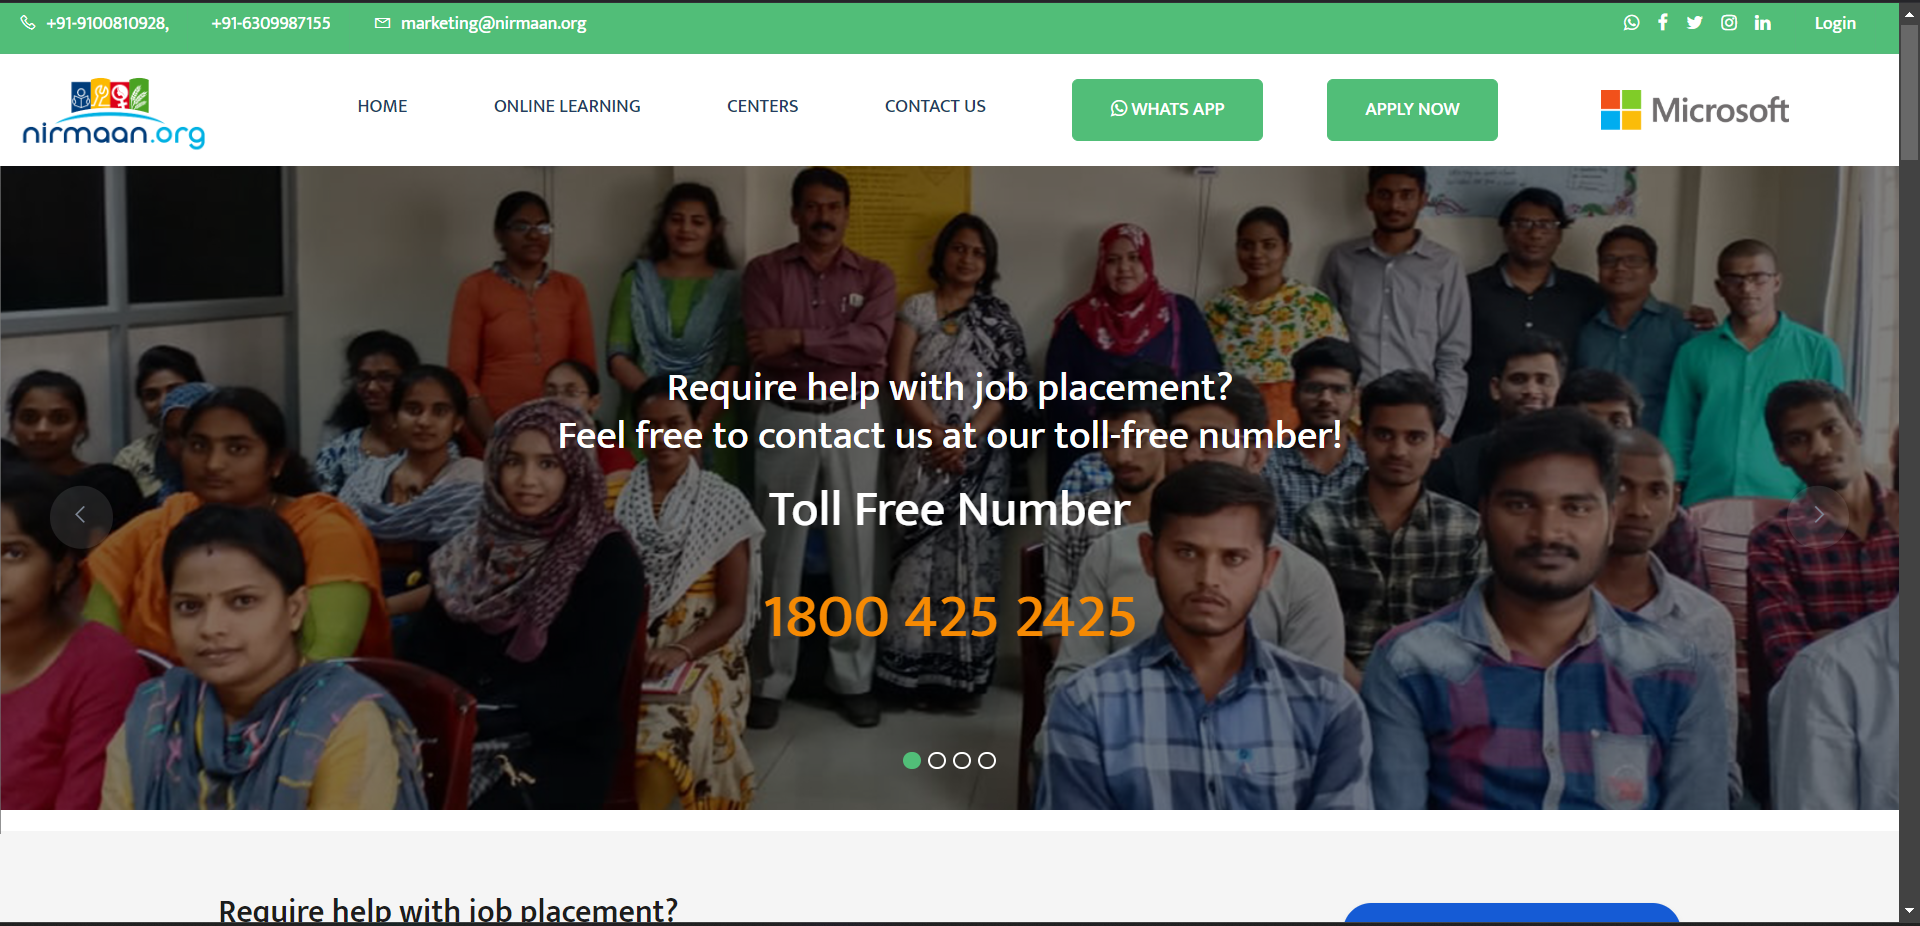 +91-9100810928, +91-6309987155 marketing@nirmaan.org Login
nirmaan.org HOME ONLINE LEARNING CENTERS CONTACT US WHATS APP APPLY NOW Microsoft
Require help with job placement?
Feel free to contact us at our toll-free number!
Toll Free Number
1800 425 2425
Require help with job placement?